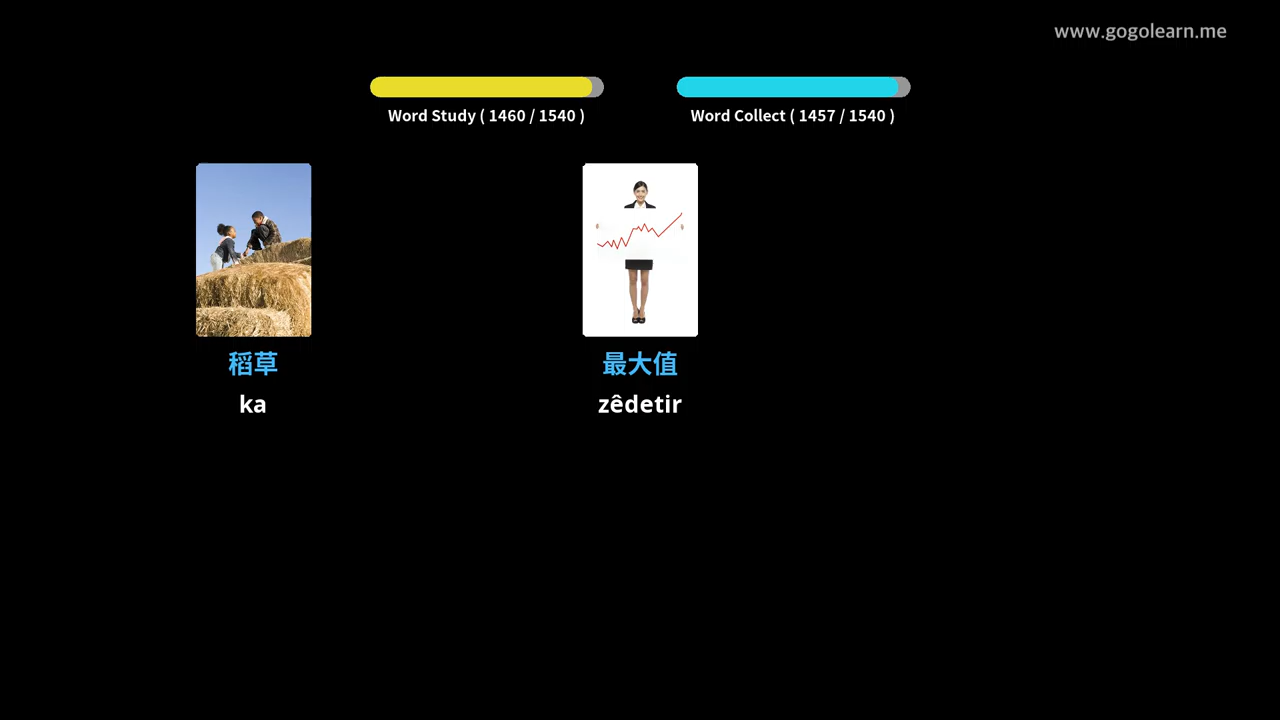 www.gogolearn.me
Word Study ( 1460 / 1540 )
Word Collect ( 1457 / 1540 )
稻草
ka
最大值
zêdetir